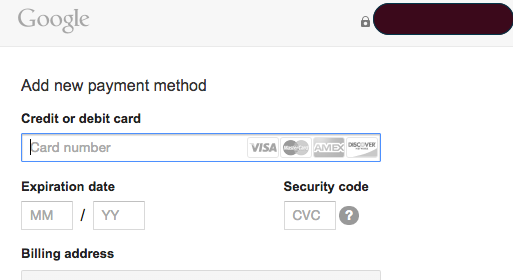 Google
Add new payment method
Credit or debit card
Card number VISA MasterCard AMEX DISCOVER
Expiration date Security code
MM / YY CVC ?
Billing address